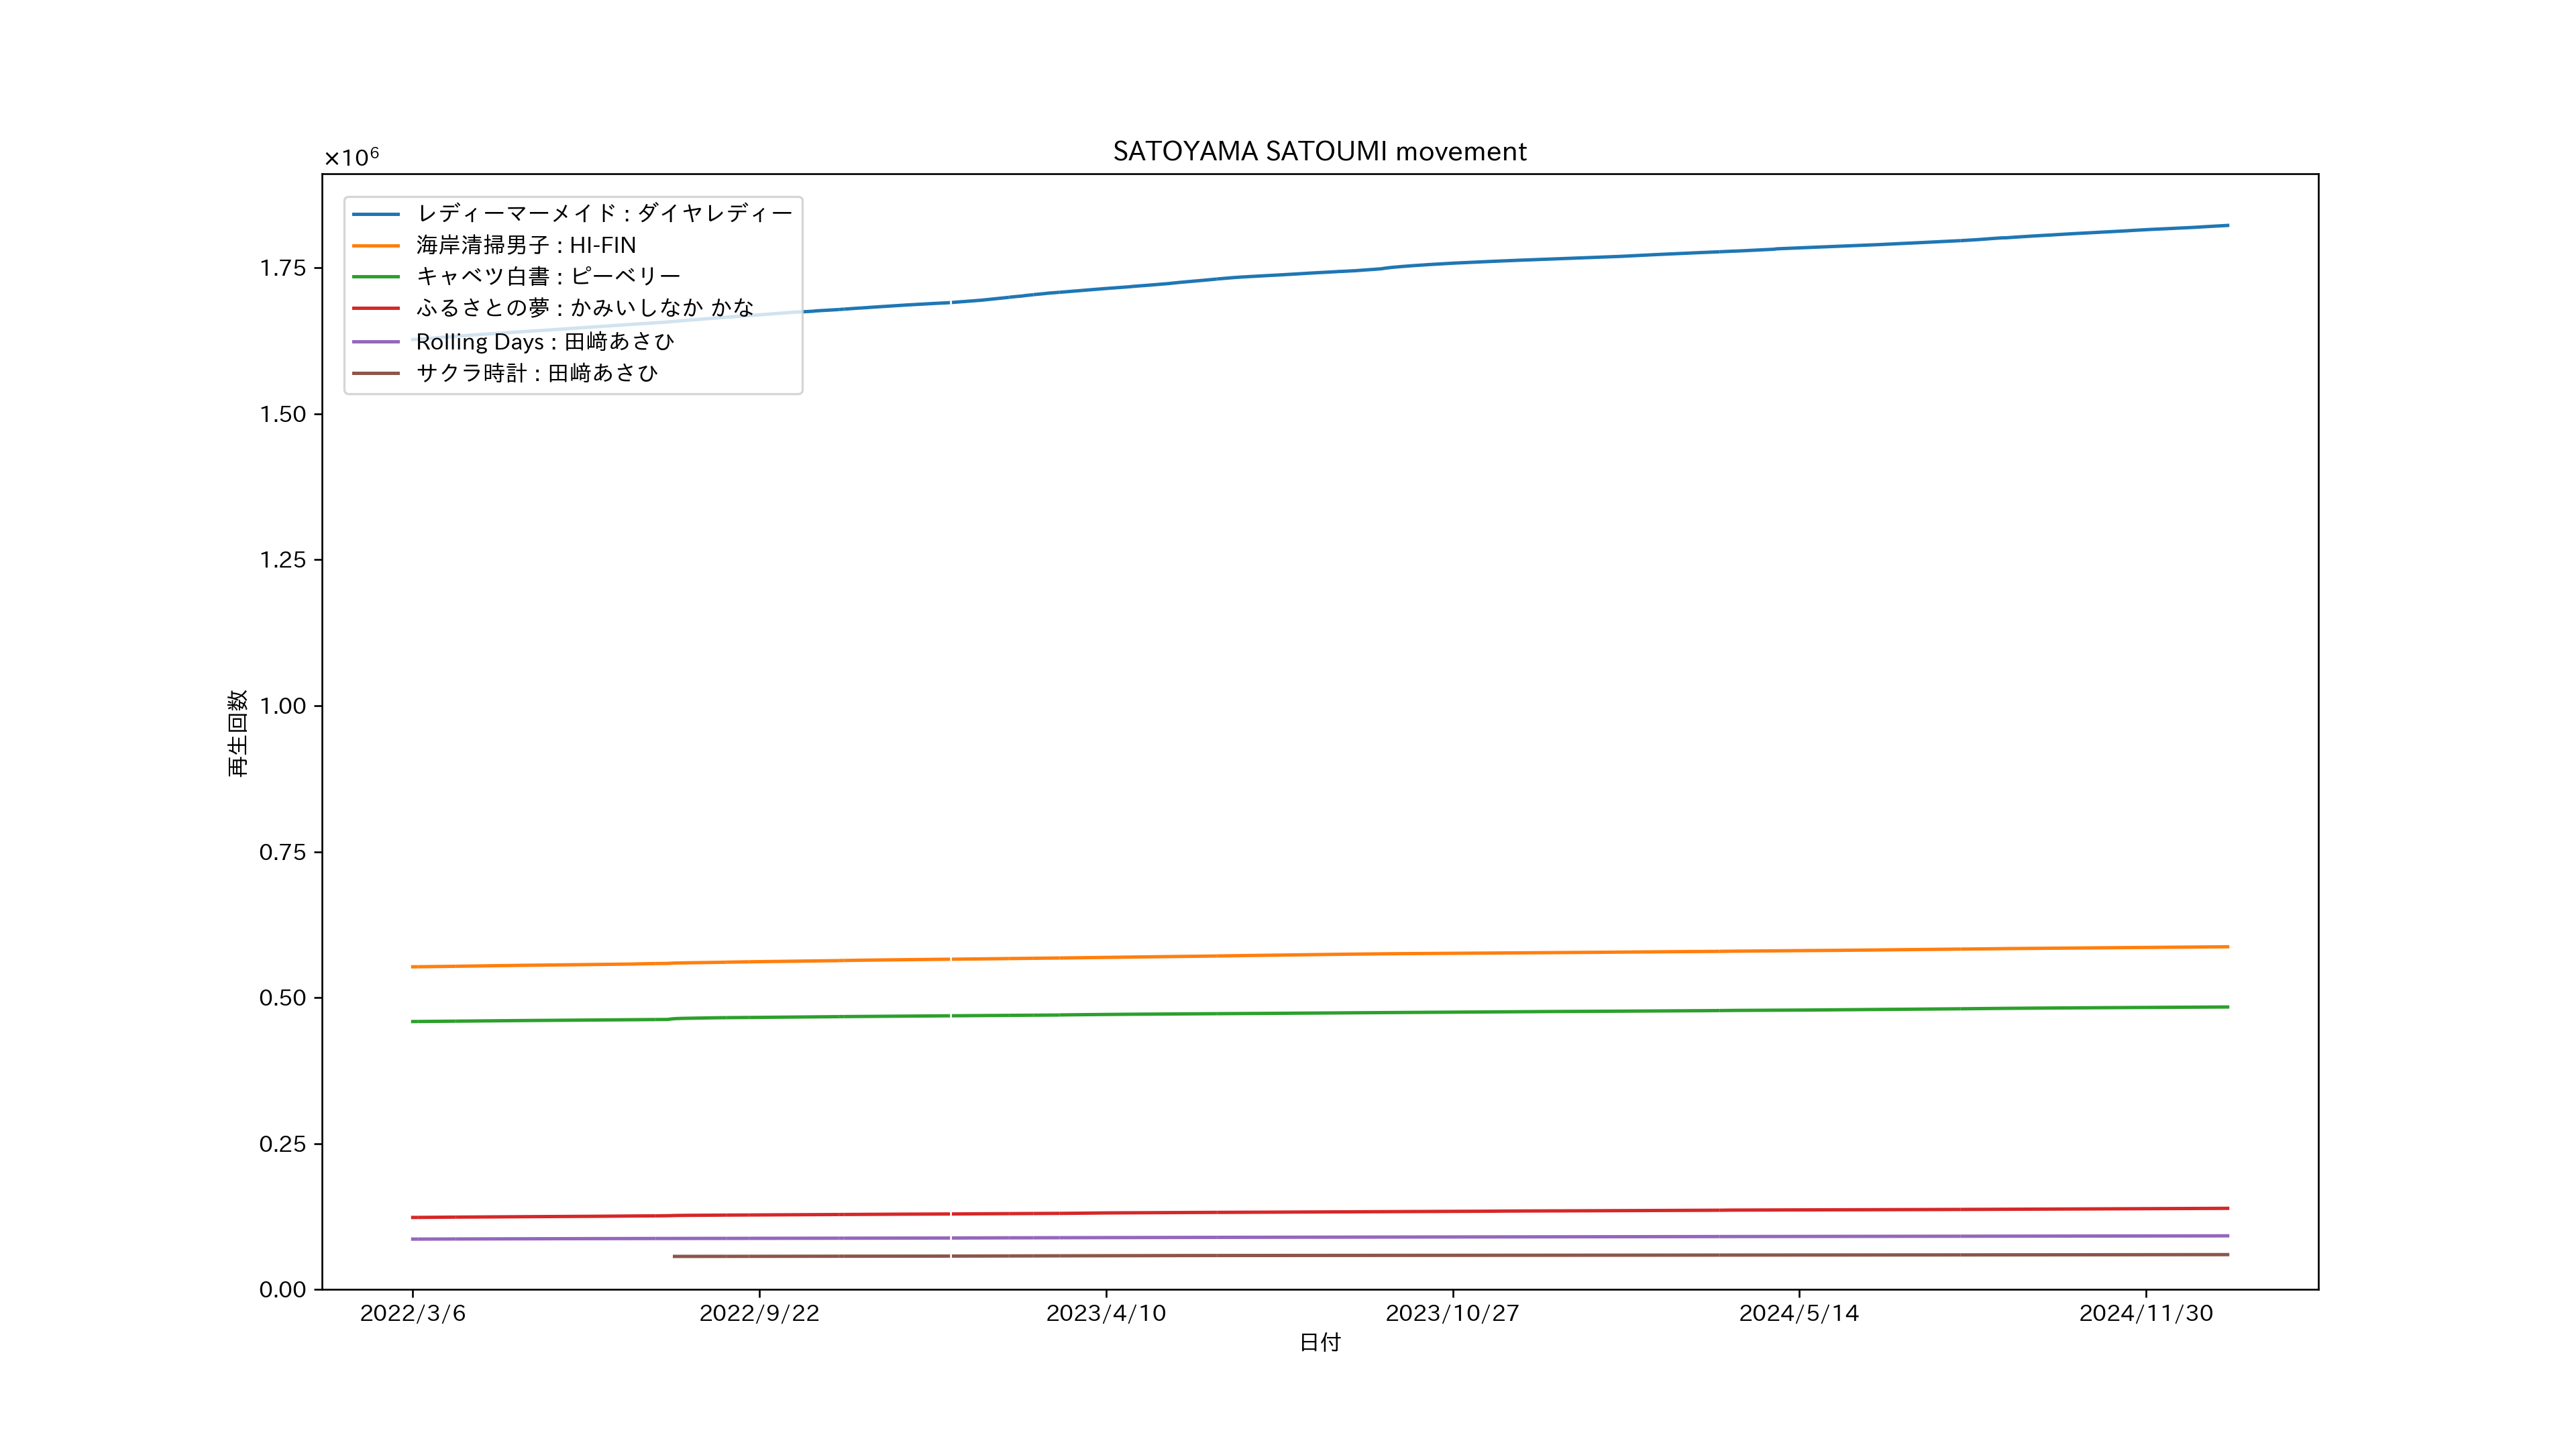 SATOYAMA SATOUMI movement
×10⁶
レディーマーメイド : ダイヤレディー
海岸清掃男子 : HI-FIN
キャベツ白書 : ピーベリー
ふるさとの夢 : かみいしなか かな
Rolling Days : 田﨑あさひ
サクラ時計 : 田﨑あさひ
1.75
1.50
1.25
1.00
0.75
0.50
0.25
0.00
再生回数
2022/3/6 2022/9/22 2023/4/10 2023/10/27 2024/5/14 2024/11/30
日付